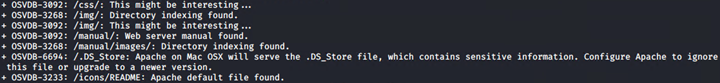 + OSVDB-3092: /css/: This might be interesting...
+ OSVDB-3268: /img/: Directory indexing found.
+ OSVDB-3092: /img/: This might be interesting...
+ OSVDB-3092: /manual/: Web server manual found.
+ OSVDB-3268: /manual/images/: Directory indexing found.
+ OSVDB-6694: /.DS_Store: Apache on Mac OSX will serve the .DS_Store file, which contains sensitive information. Configure Apache to ignore
this file or upgrade to a newer version.
+ OSVDB-3233: /icons/README: Apache default file found.